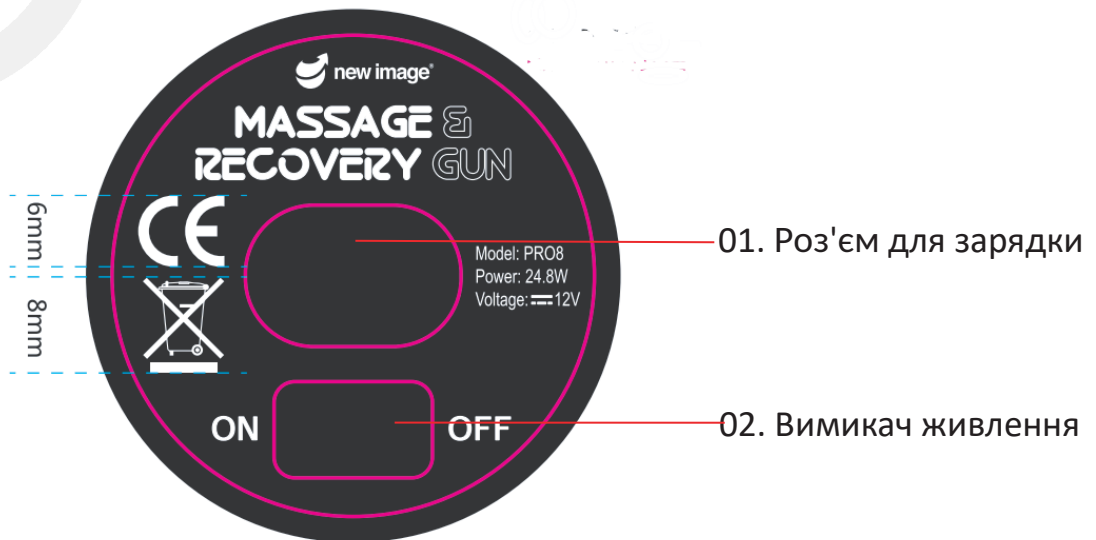 new image®
MASSAGE &
RECOVERY GUN
6mm
CE
01. Роз'єм для зарядки
Model: PRO8
Power: 24.8W
Voltage: ⎓12V
8mm
ON OFF
02. Вимикач живлення